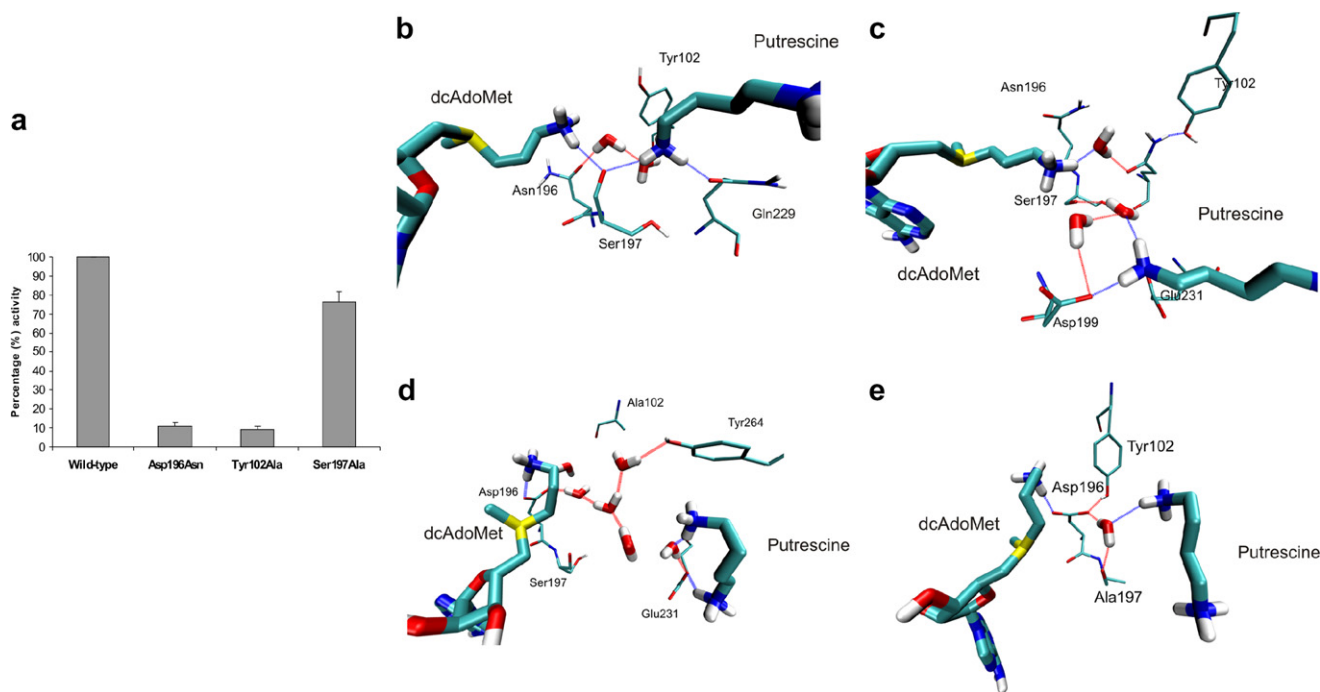 a
Percentage (%) activity
100
90
80
70
60
50
40
30
20
10
0
Wild-type
Asp196Asn
Tyr102Ala
Ser197Ala
b
Putrescine
Tyr102
dcAdoMet
Asn196
Ser197
Gln229
c
Tyr102
Asn196
Ser197
Putrescine
dcAdoMet
Glu231
Asp199
d
Ala102
Tyr264
Asp196
dcAdoMet
Putrescine
Ser197
Glu231
e
Tyr102
Asp196
dcAdoMet
Putrescine
Ala197